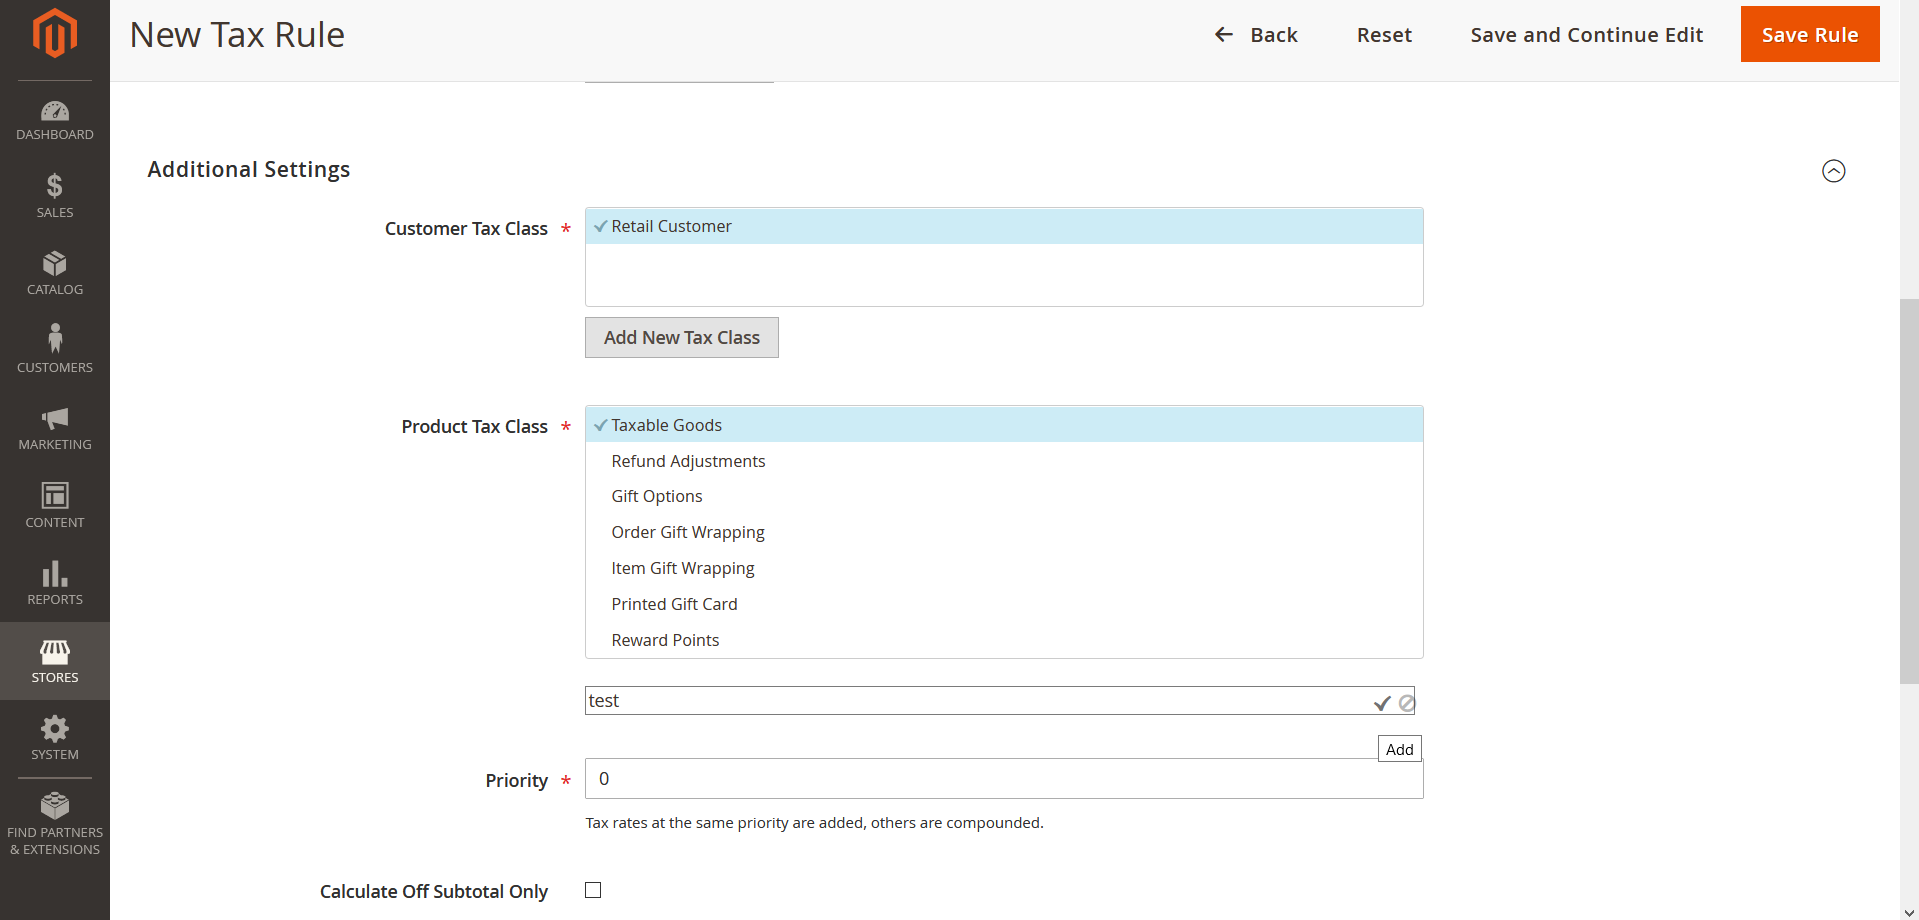 New Tax Rule
Back
Reset
Save and Continue Edit
Save Rule
DASHBOARD
$
SALES
CATALOG
CUSTOMERS
MARKETING
CONTENT
REPORTS
STORES
SYSTEM
FIND PARTNERS
& EXTENSIONS
Additional Settings
Customer Tax Class *
Retail Customer
Add New Tax Class
Product Tax Class *
Taxable Goods
Refund Adjustments
Gift Options
Order Gift Wrapping
Item Gift Wrapping
Printed Gift Card
Reward Points
test
Add
Priority *
0
Tax rates at the same priority are added, others are compounded.
Calculate Off Subtotal Only